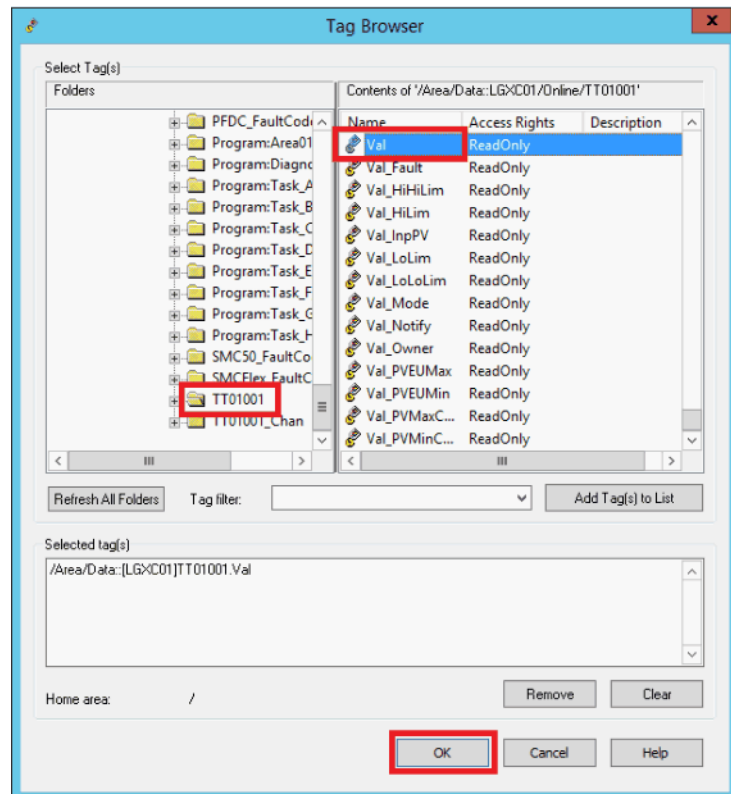 Tag Browser
x
Select Tag(s)
Folders
Contents of '/Area/Data::LGXC01/Online/TT01001'
PFDC_FaultCod
Program:Area01
Program:Diagnc
Program:Task_A
Program:Task_B
Program:Task_C
Program:Task_D
Program:Task_E
Program:Task_F
Program:Task_G
Program:Task_H
SMC50_FaultCo
SMCFlex_FaultC
TT01001
TT01001_Chan
Name Access Rights Description
Val ReadOnly
Val_Fault ReadOnly
Val_HiHiLim ReadOnly
Val_HiLim ReadOnly
Val_InpPV ReadOnly
Val_LoLim ReadOnly
Val_LoLoLim ReadOnly
Val_Mode ReadOnly
Val_Notify ReadOnly
Val_Owner ReadOnly
Val_PVEUMax ReadOnly
Val_PVEUMin ReadOnly
Val_PVMaxC... ReadOnly
Val_PVMinC... ReadOnly
Refresh All Folders Tag filter: Add Tag(s) to List
Selected tag(s)
/Area/Data::[LGXC01]TT01001.Val
Home area: / Remove Clear
OK Cancel Help